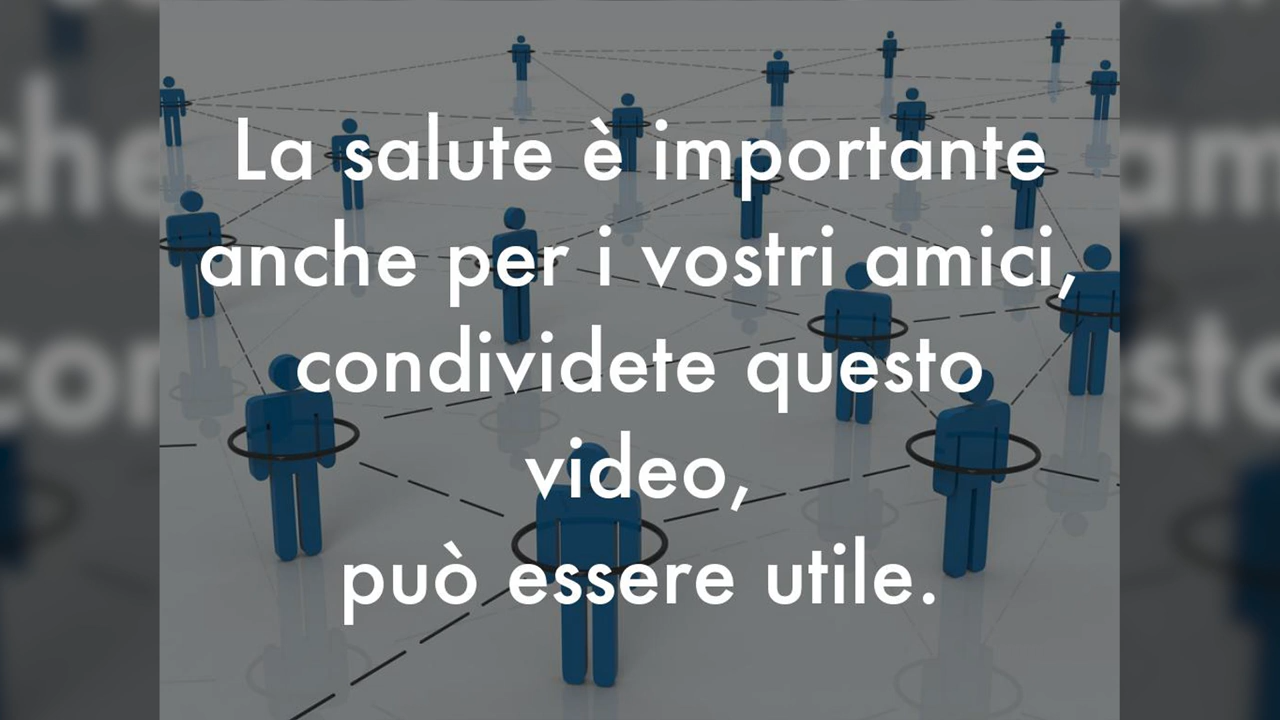 La salute è importante
anche per i vostri amici,
condividete questo
video,
può essere utile.